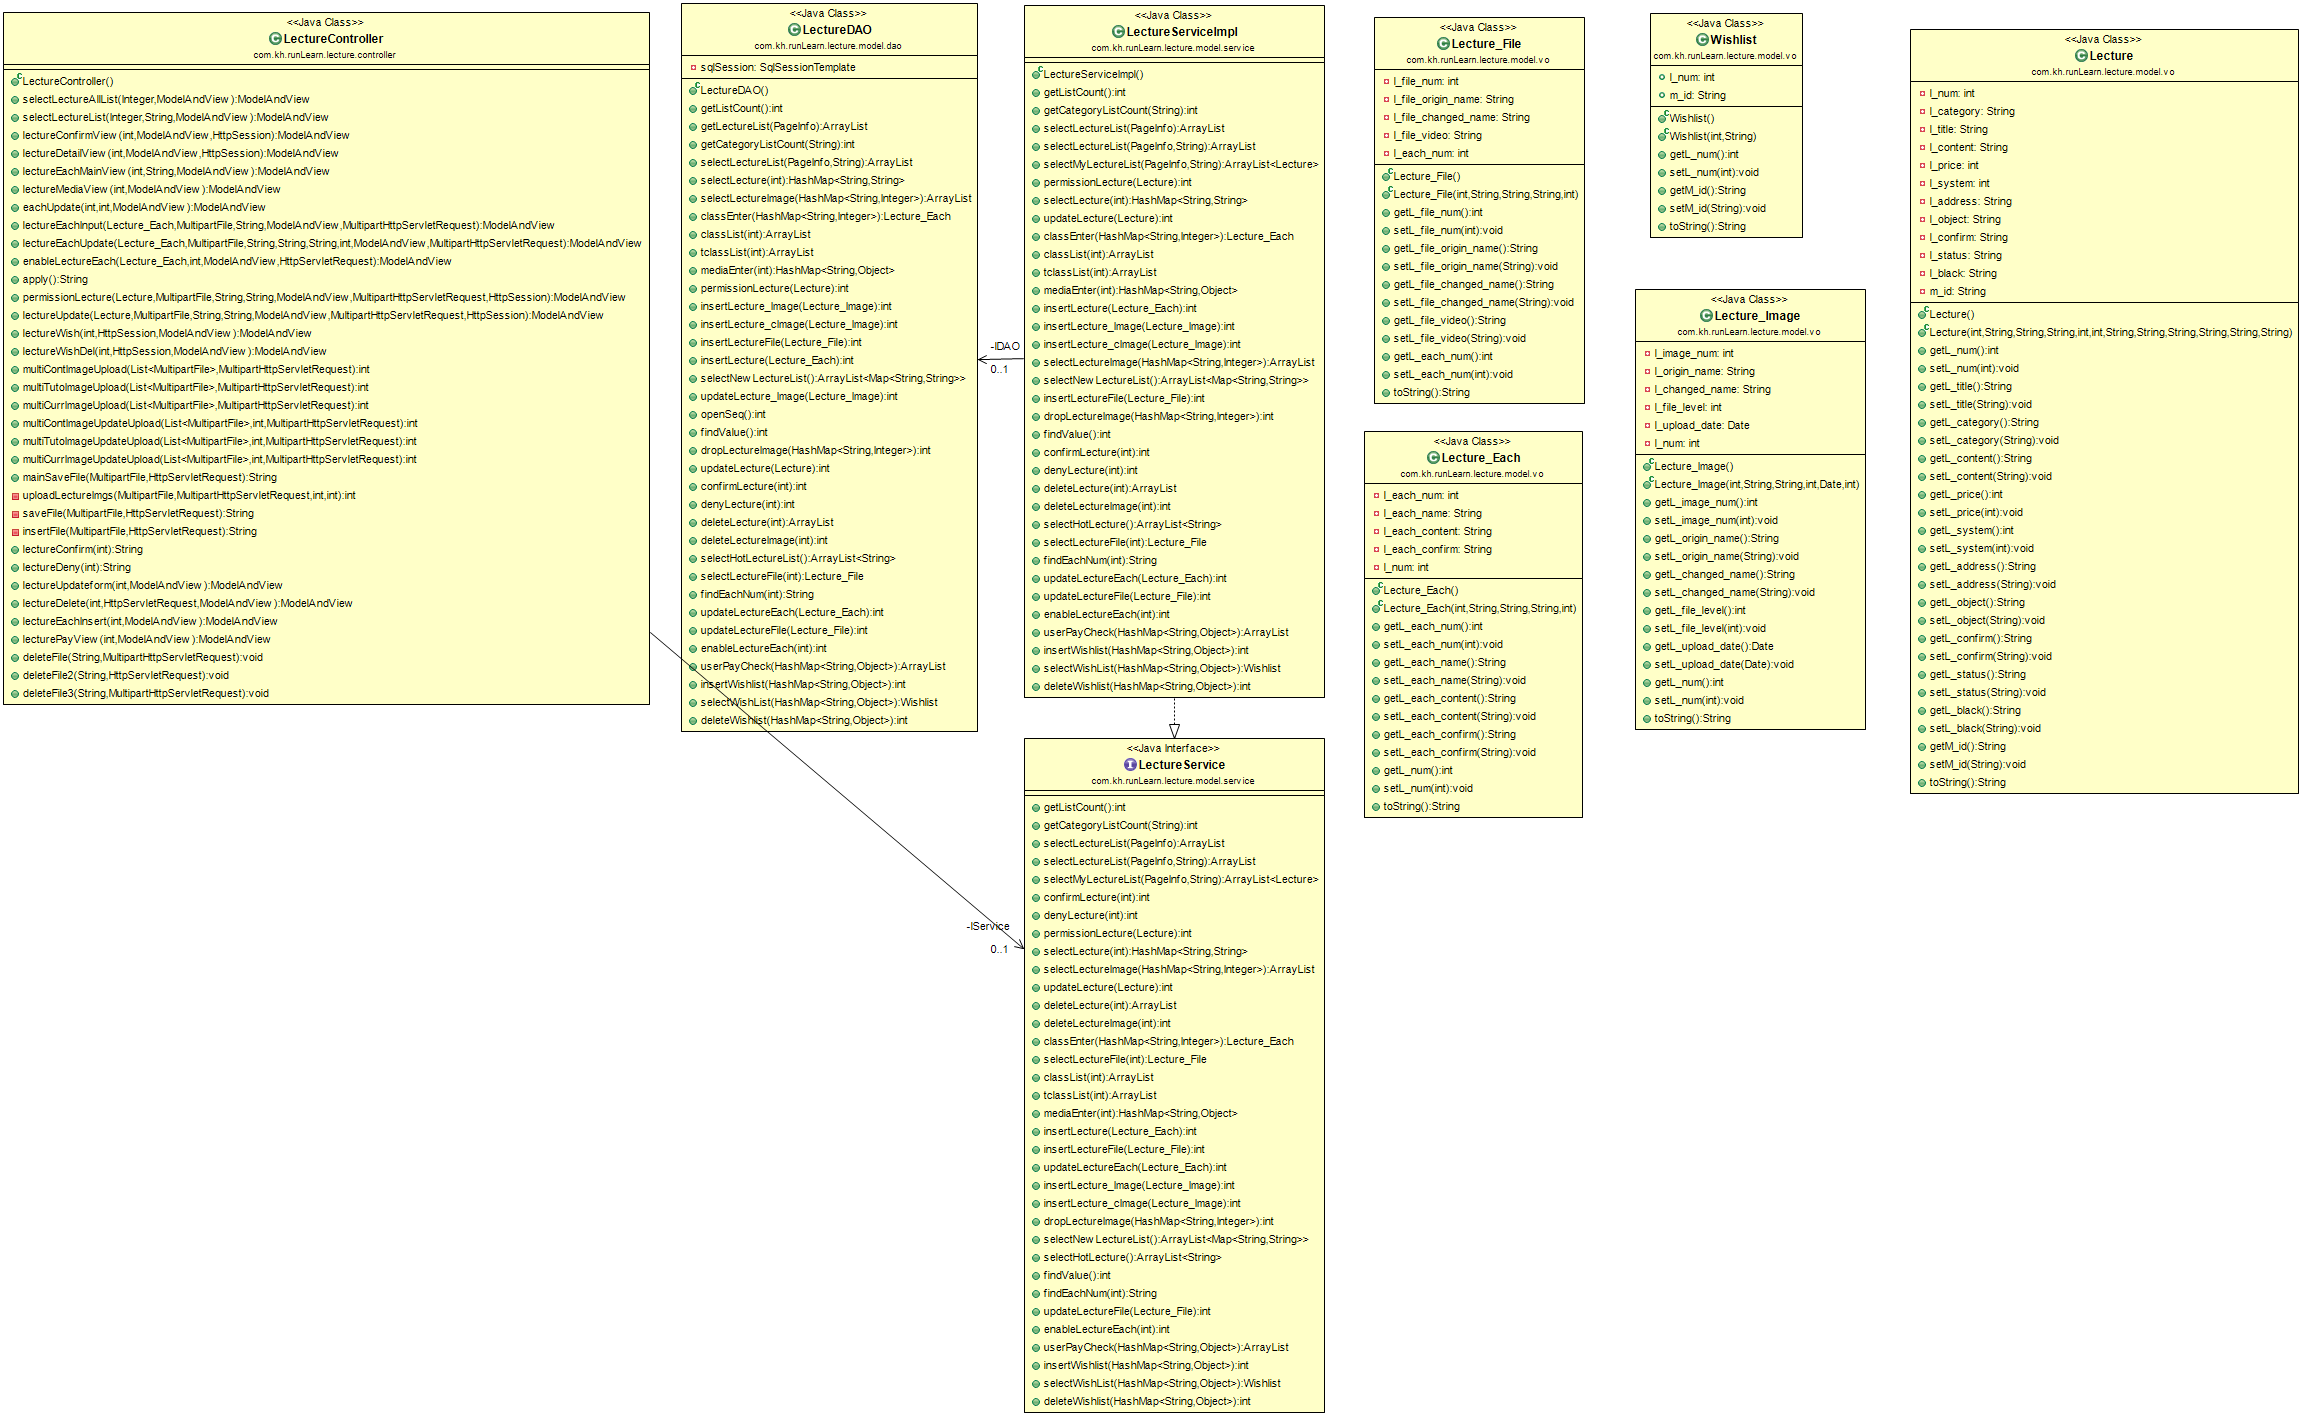 <<Java Class>>
LectureController
com.kh.runLearn.lecture.controller
LectureController()
selectLectureAllList(Integer,ModelAndView):ModelAndView
selectLectureList(Integer,String,ModelAndView):ModelAndView
lectureConfirmView(int,ModelAndView,HttpSession):ModelAndView
lectureDetailView(int,ModelAndView,HttpSession):ModelAndView
lectureEachMainView(int,String,ModelAndView):ModelAndView
lectureMediaView(int,ModelAndView):ModelAndView
eachUpdate(int,int,ModelAndView):ModelAndView
lectureEachInput(Lecture_Each,MultipartFile,String,ModelAndView,MultipartHttpServletRequest):ModelAndView
lectureEachUpdate(Lecture_Each,MultipartFile,String,String,String,int,ModelAndView,MultipartHttpServletRequest):ModelAndView
enableLectureEach(Lecture_Each,int,ModelAndView,HttpServletRequest):ModelAndView
apply():String
permissionLecture(Lecture,MultipartFile,String,String,ModelAndView,MultipartHttpServletRequest,HttpSession):ModelAndView
lectureUpdate(Lecture,MultipartFile,String,String,ModelAndView,MultipartHttpServletRequest,HttpSession):ModelAndView
lectureWish(int,HttpSession,ModelAndView):ModelAndView
lectureWishDel(int,HttpSession,ModelAndView):ModelAndView
multiContImageUpload(List<MultipartFile>,MultipartHttpServletRequest):int
multiTutoImageUpload(List<MultipartFile>,MultipartHttpServletRequest):int
multiCurrImageUpload(List<MultipartFile>,MultipartHttpServletRequest):int
multiContImageUpdateUpload(List<MultipartFile>,int,MultipartHttpServletRequest):int
multiTutoImageUpdateUpload(List<MultipartFile>,int,MultipartHttpServletRequest):int
multiCurrImageUpdateUpload(List<MultipartFile>,int,MultipartHttpServletRequest):int
mainSaveFile(MultipartFile,HttpServletRequest):String
uploadLectureImgs(MultipartFile,MultipartHttpServletRequest,int,int):int
saveFile(MultipartFile,HttpServletRequest):String
insertFile(MultipartFile,HttpServletRequest):String
lectureConfirm(int):String
lectureDeny(int):String
lectureUpdateform(int,ModelAndView):ModelAndView
lectureDelete(int,HttpServletRequest,ModelAndView):ModelAndView
lectureEachInsert(int,ModelAndView):ModelAndView
lecturePayView(int,ModelAndView):ModelAndView
deleteFile(String,MultipartHttpServletRequest):void
deleteFile2(String,HttpServletRequest):void
deleteFile3(String,MultipartHttpServletRequest):void
<<Java Class>>
LectureDAO
com.kh.runLearn.lecture.model.dao
sqlSession: SqlSessionTemplate
LectureDAO()
getListCount():int
getLectureList(PageInfo):ArrayList
getCategoryListCount(String):int
selectLectureList(PageInfo,String):ArrayList
selectLecture(int):HashMap<String,String>
selectLectureImage(HashMap<String,Integer>):ArrayList
classEnter(HashMap<String,Integer>):Lecture_Each
classList(int):ArrayList
tclassList(int):ArrayList
mediaEnter(int):HashMap<String,Object>
permissionLecture(Lecture):int
insertLecture_Image(Lecture_Image):int
insertLecture_cImage(Lecture_Image):int
insertLectureFile(Lecture_File):int
insertLecture(Lecture_Each):int
selectNewLectureList():ArrayList<Map<String,String>>
updateLecture_Image(Lecture_Image):int
openSeq():int
findValue():int
dropLectureImage(HashMap<String,Integer>):int
updateLecture(Lecture):int
confirmLecture(int):int
denyLecture(int):int
deleteLecture(int):ArrayList
deleteLectureImage(int):int
selectHotLectureList():ArrayList<String>
selectLectureFile(int):Lecture_File
findEachNum(int):String
updateLectureEach(Lecture_Each):int
updateLectureFile(Lecture_File):int
enableLectureEach(int):int
userPayCheck(HashMap<String,Object>):ArrayList
insertWishlist(HashMap<String,Object>):int
selectWishList(HashMap<String,Object>):Wishlist
deleteWishlist(HashMap<String,Object>):int
-lDAO
0..1
<<Java Class>>
LectureServiceImpl
com.kh.runLearn.lecture.model.service
LectureServiceImpl()
getListCount():int
getCategoryListCount(String):int
selectLectureList(PageInfo):ArrayList
selectLectureList(PageInfo,String):ArrayList
selectMyLectureList(PageInfo,String):ArrayList<Lecture>
permissionLecture(Lecture):int
selectLecture(int):HashMap<String,String>
updateLecture(Lecture):int
classEnter(HashMap<String,Integer>):Lecture_Each
classList(int):ArrayList
tclassList(int):ArrayList
mediaEnter(int):HashMap<String,Object>
insertLecture(Lecture_Each):int
insertLecture_Image(Lecture_Image):int
insertLecture_cImage(Lecture_Image):int
selectLectureImage(HashMap<String,Integer>):ArrayList
selectNewLectureList():ArrayList<Map<String,String>>
insertLectureFile(Lecture_File):int
dropLectureImage(HashMap<String,Integer>):int
findValue():int
confirmLecture(int):int
denyLecture(int):int
deleteLecture(int):ArrayList
deleteLectureImage(int):int
selectHotLecture():ArrayList<String>
selectLectureFile(int):Lecture_File
findEachNum(int):String
updateLectureEach(Lecture_Each):int
updateLectureFile(Lecture_File):int
enableLectureEach(int):int
userPayCheck(HashMap<String,Object>):ArrayList
insertWishlist(HashMap<String,Object>):int
selectWishList(HashMap<String,Object>):Wishlist
deleteWishlist(HashMap<String,Object>):int
-lService
0..1
<<Java Interface>>
LectureService
com.kh.runLearn.lecture.model.service
getListCount():int
getCategoryListCount(String):int
selectLectureList(PageInfo):ArrayList
selectLectureList(PageInfo,String):ArrayList
selectMyLectureList(PageInfo,String):ArrayList<Lecture>
confirmLecture(int):int
denyLecture(int):int
permissionLecture(Lecture):int
selectLecture(int):HashMap<String,String>
selectLectureImage(HashMap<String,Integer>):ArrayList
updateLecture(Lecture):int
deleteLecture(int):ArrayList
deleteLectureImage(int):int
classEnter(HashMap<String,Integer>):Lecture_Each
selectLectureFile(int):Lecture_File
classList(int):ArrayList
tclassList(int):ArrayList
mediaEnter(int):HashMap<String,Object>
insertLecture(Lecture_Each):int
insertLectureFile(Lecture_File):int
updateLectureEach(Lecture_Each):int
insertLecture_Image(Lecture_Image):int
insertLecture_cImage(Lecture_Image):int
dropLectureImage(HashMap<String,Integer>):int
selectNewLectureList():ArrayList<Map<String,String>>
selectHotLecture():ArrayList<String>
findValue():int
findEachNum(int):String
updateLectureFile(Lecture_File):int
enableLectureEach(int):int
userPayCheck(HashMap<String,Object>):ArrayList
insertWishlist(HashMap<String,Object>):int
selectWishList(HashMap<String,Object>):Wishlist
deleteWishlist(HashMap<String,Object>):int
<<Java Class>>
Lecture_File
com.kh.runLearn.lecture.model.vo
l_file_num: int
l_file_origin_name: String
l_file_changed_name: String
l_file_video: String
l_each_num: int
Lecture_File()
Lecture_File(int,String,String,String,int)
getL_file_num():int
setL_file_num(int):void
getL_file_origin_name():String
setL_file_origin_name(String):void
getL_file_changed_name():String
setL_file_changed_name(String):void
getL_file_video():String
setL_file_video(String):void
getL_each_num():int
setL_each_num(int):void
toString():String
<<Java Class>>
Lecture_Each
com.kh.runLearn.lecture.model.vo
l_each_num: int
l_each_name: String
l_each_content: String
l_each_confirm: String
l_num: int
Lecture_Each()
Lecture_Each(int,String,String,String,int)
getL_each_num():int
setL_each_num(int):void
getL_each_name():String
setL_each_name(String):void
getL_each_content():String
setL_each_content(String):void
getL_each_confirm():String
setL_each_confirm(String):void
getL_num():int
setL_num(int):void
toString():String
<<Java Class>>
Wishlist
com.kh.runLearn.lecture.model.vo
l_num: int
m_id: String
Wishlist()
Wishlist(int,String)
getL_num():int
setL_num(int):void
getM_id():String
setM_id(String):void
toString():String
<<Java Class>>
Lecture_Image
com.kh.runLearn.lecture.model.vo
l_image_num: int
l_origin_name: String
l_changed_name: String
l_file_level: int
l_upload_date: Date
l_num: int
Lecture_Image()
Lecture_Image(int,String,String,int,Date,int)
getL_image_num():int
setL_image_num(int):void
getL_origin_name():String
setL_origin_name(String):void
getL_changed_name():String
setL_changed_name(String):void
getL_file_level():int
setL_file_level(int):void
getL_upload_date():Date
setL_upload_date(Date):void
getL_num():int
setL_num(int):void
toString():String
<<Java Class>>
Lecture
com.kh.runLearn.lecture.model.vo
l_num: int
l_category: String
l_title: String
l_content: String
l_price: int
l_system: int
l_address: String
l_object: String
l_confirm: String
l_status: String
l_black: String
m_id: String
Lecture()
Lecture(int,String,String,String,int,int,String,String,String,String,String,String)
getL_num():int
setL_num(int):void
getL_title():String
setL_title(String):void
getL_category():String
setL_category(String):void
getL_content():String
setL_content(String):void
getL_price():int
setL_price(int):void
getL_system():int
setL_system(int):void
getL_address():String
setL_address(String):void
getL_object():String
setL_object(String):void
getL_confirm():String
setL_confirm(String):void
getL_status():String
setL_status(String):void
getL_black():String
setL_black(String):void
getM_id():String
setM_id(String):void
toString():String